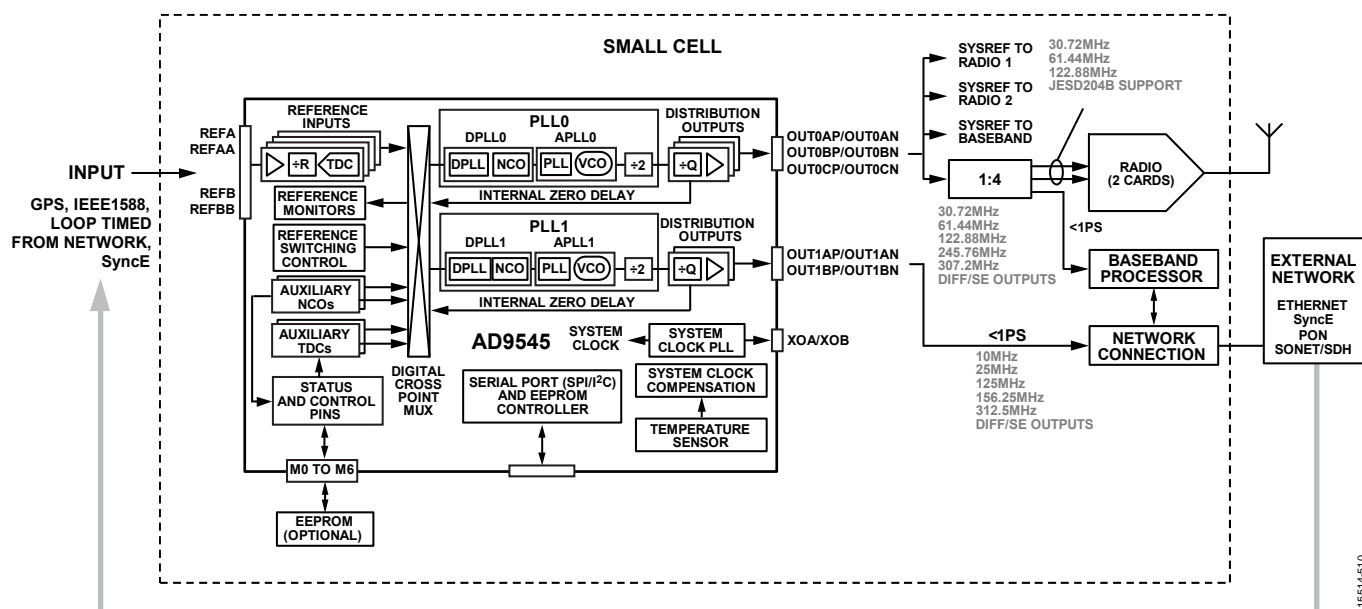 SMALL CELL
INPUT
GPS, IEEE1588,
LOOP TIMED
FROM NETWORK,
SyncE
REFA
REFAA
REFB
REFBB
REFERENCE
INPUTS
÷R
TDC
REFERENCE
MONITORS
REFERENCE
SWITCHING
CONTROL
AUXILIARY
NCOs
AUXILIARY
TDCs
STATUS
AND CONTROL
PINS
M0 TO M6
EEPROM
(OPTIONAL)
DIGITAL
CROSS
POINT
MUX
PLL0
DPLL0
APLL0
DPLL
NCO
PLL
VCO
÷2
INTERNAL ZERO DELAY
DISTRIBUTION
OUTPUTS
÷Q
PLL1
DPLL1
APLL1
DPLL
NCO
PLL
VCO
÷2
INTERNAL ZERO DELAY
DISTRIBUTION
OUTPUTS
÷Q
AD9545
SYSTEM
CLOCK
SYSTEM
CLOCK PLL
SERIAL PORT (SPI/I²C)
AND EEPROM
CONTROLLER
SYSTEM CLOCK
COMPENSATION
TEMPERATURE
SENSOR
OUT0AP/OUT0AN
OUT0BP/OUT0BN
OUT0CP/OUT0CN
OUT1AP/OUT1AN
OUT1BP/OUT1BN
XOA/XOB
SYSREF TO
RADIO 1
SYSREF TO
RADIO 2
SYSREF TO
BASEBAND
30.72MHz
61.44MHz
122.88MHz
JESD204B SUPPORT
1:4
30.72MHz
61.44MHz
122.88MHz
245.76MHz
307.2MHz
DIFF/SE OUTPUTS
RADIO
(2 CARDS)
<1PS
BASEBAND
PROCESSOR
<1PS
10MHz
25MHz
125MHz
156.25MHz
312.5MHz
DIFF/SE OUTPUTS
NETWORK
CONNECTION
EXTERNAL
NETWORK
ETHERNET
SyncE
PON
SONET/SDH
15514-510